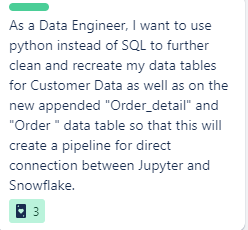 As a Data Engineer, I want to use
python instead of SQL to further
clean and recreate my data tables
for Customer Data as well as on the
new appended "Order_detail" and
"Order " data table so that this will
create a pipeline for direct
connection between Jupyter and
Snowflake.
3